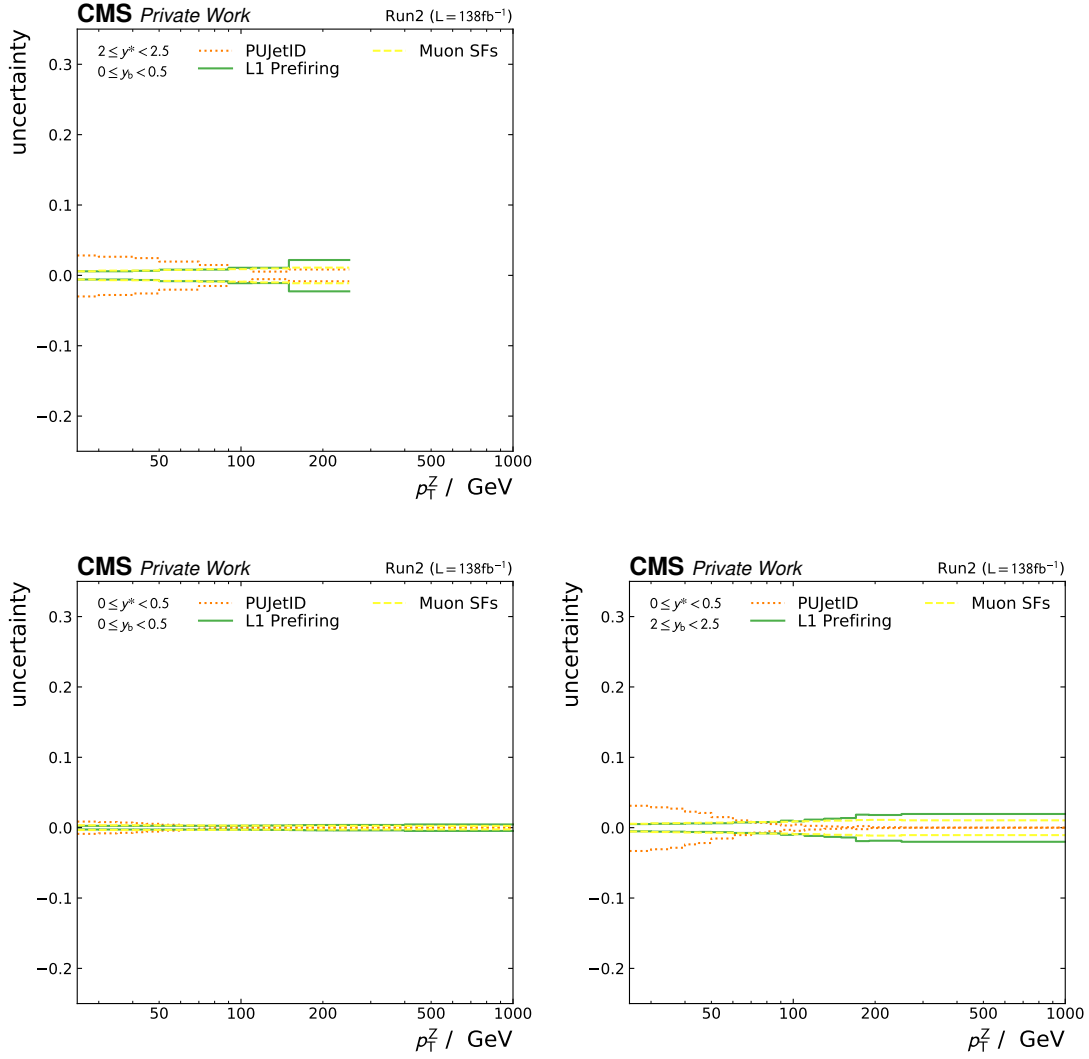 CMS Private Work Run2 (L = 138fb⁻¹)
2 ≤ y* < 2.5 PUJetID Muon SFs
0 ≤ y_b < 0.5 L1 Prefiring
uncertainty
0.3
0.2
0.1
0.0
−0.1
−0.2
50 100 200 500 1000
p_T^Z / GeV
CMS Private Work Run2 (L = 138fb⁻¹)
0 ≤ y* < 0.5 PUJetID Muon SFs
0 ≤ y_b < 0.5 L1 Prefiring
uncertainty
0.3
0.2
0.1
0.0
−0.1
−0.2
50 100 200 500 1000
p_T^Z / GeV
CMS Private Work Run2 (L = 138fb⁻¹)
0 ≤ y* < 0.5 PUJetID Muon SFs
2 ≤ y_b < 2.5 L1 Prefiring
uncertainty
0.3
0.2
0.1
0.0
−0.1
−0.2
50 100 200 500 1000
p_T^Z / GeV